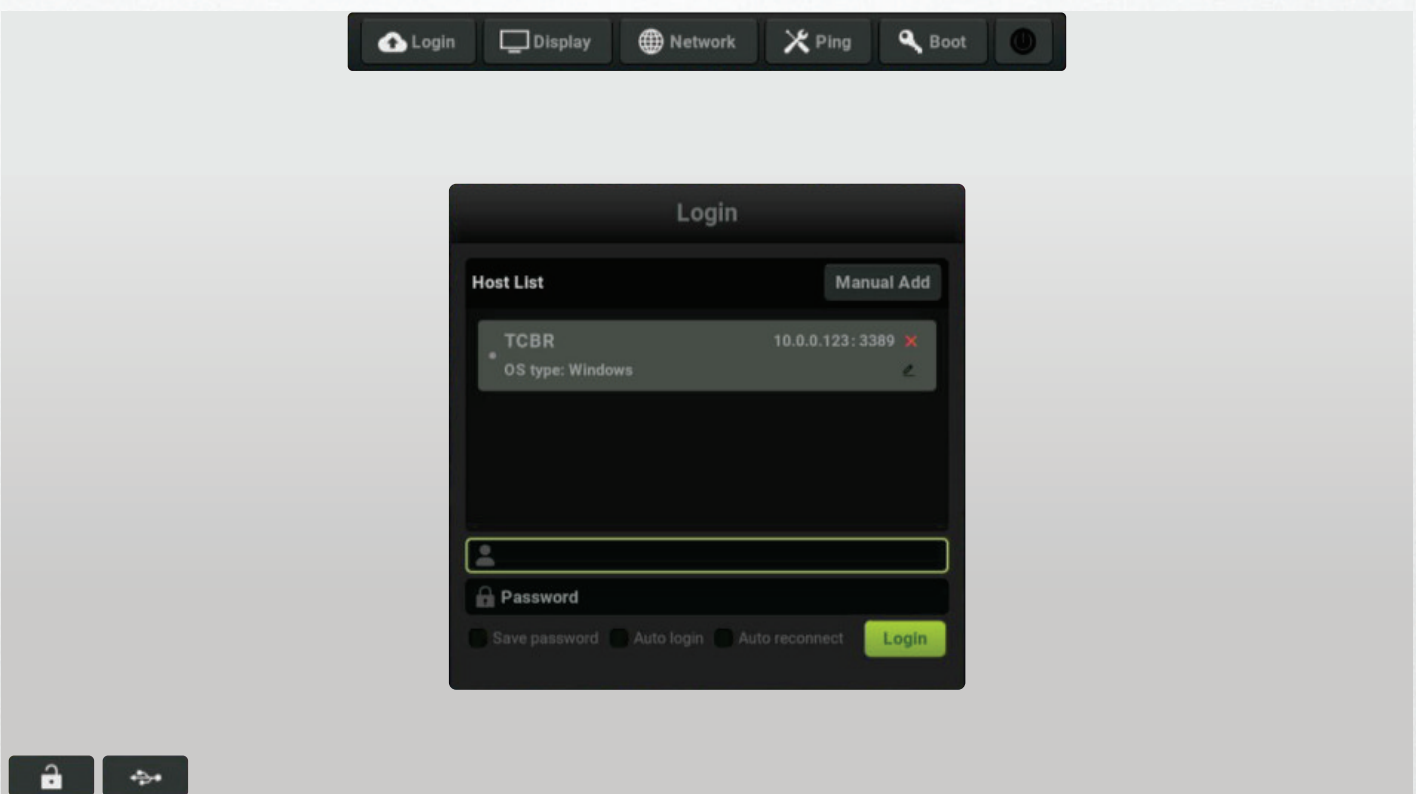 Login Display Network Ping Boot
Login
Host List Manual Add
TCBR 10.0.0.123:3389
OS type: Windows
Password
Save password Auto login Auto reconnect Login